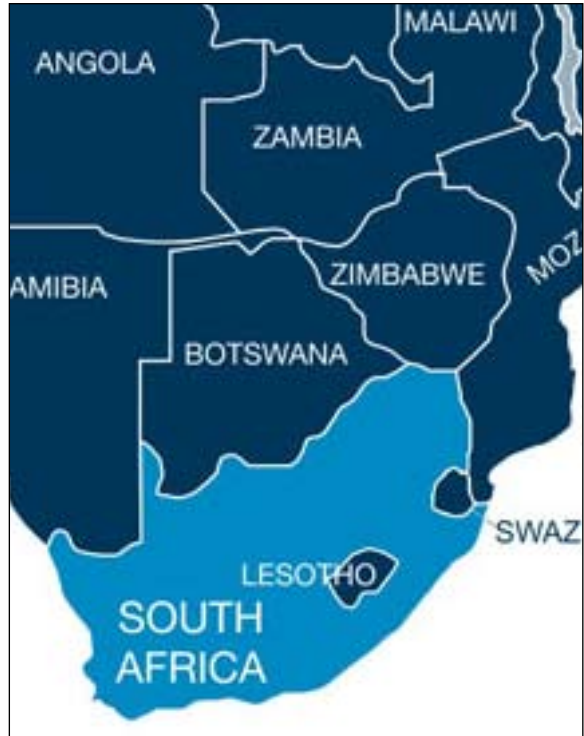 MALAWI
ANGOLA
ZAMBIA
MOZ
ZIMBABWE
AMIBIA
BOTSWANA
SWAZ
LESOTHO
SOUTH
AFRICA